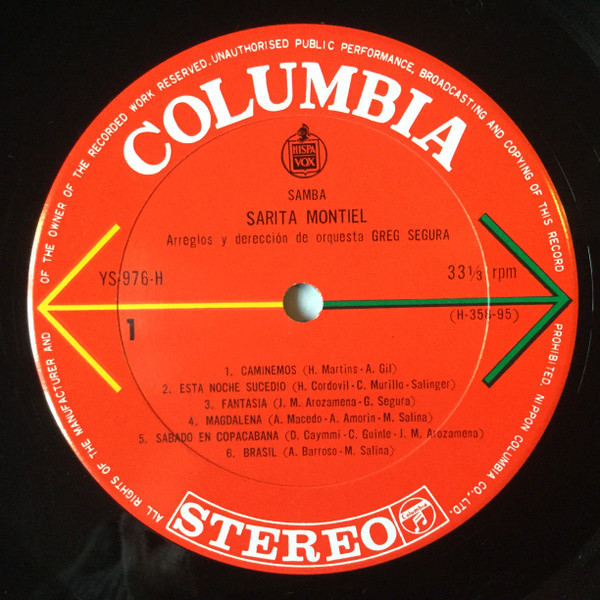 ALL RIGHTS OF THE MANUFACTURER AND OF THE OWNER OF THE RECORDED WORK RESERVED. UNAUTHORISED PUBLIC PERFORMANCE, BROADCASTING AND COPYING OF THIS RECORD PROHIBITED. NIPPON COLUMBIA CO., LTD.
COLUMBIA
HISPA
VOX
SAMBA
SARITA MONTIEL
Arreglos y derección de orquesta GREG SEGURA
YS-976-H
33⅓ rpm
1
(H-358-95)
1. CAMINEMOS (H. Martins-A. Gil)
2. ESTA NOCHE SUCEDIO (H. Cordovil-C. Murillo-Salinger)
3. FANTASIA (J. M. Arozamena-G. Segura)
4. MAGDALENA (A. Macedo-A. Amorin-M. Salina)
5. SABADO EN COPACABANA (D. Caymmi-C. Guinle-J. M. Arozamena)
6. BRASIL (A. Barroso-M. Salina)
STEREO
Columbia